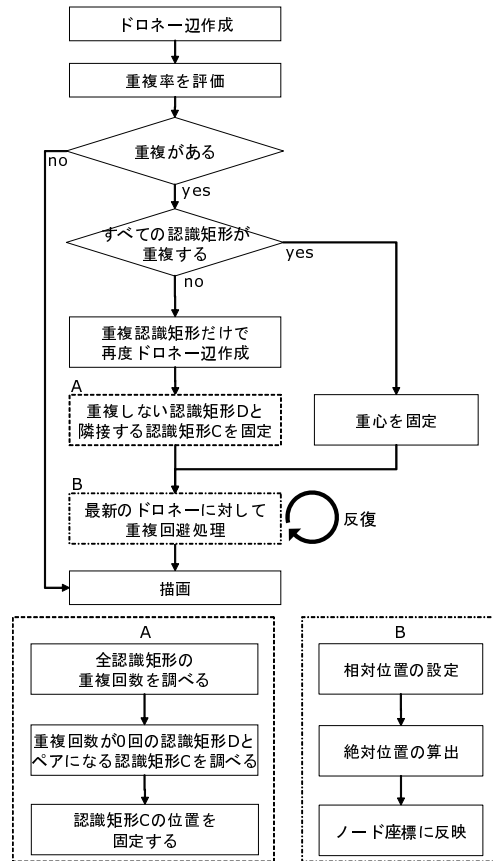 ドロネー辺作成
重複率を評価
重複がある
no
yes
すべての認識矩形が
重複する
yes
no
重複認識矩形だけで
再度ドロネー辺作成
A
重複しない認識矩形Dと
隣接する認識矩形Cを固定
重心を固定
B
最新のドロネーに対して
重複回避処理
反復
描画
A
全認識矩形の
重複回数を調べる
重複回数が0回の認識矩形Dと
ペアになる認識矩形Cを調べる
認識矩形Cの位置を
固定する
B
相対位置の設定
絶対位置の算出
ノード座標に反映